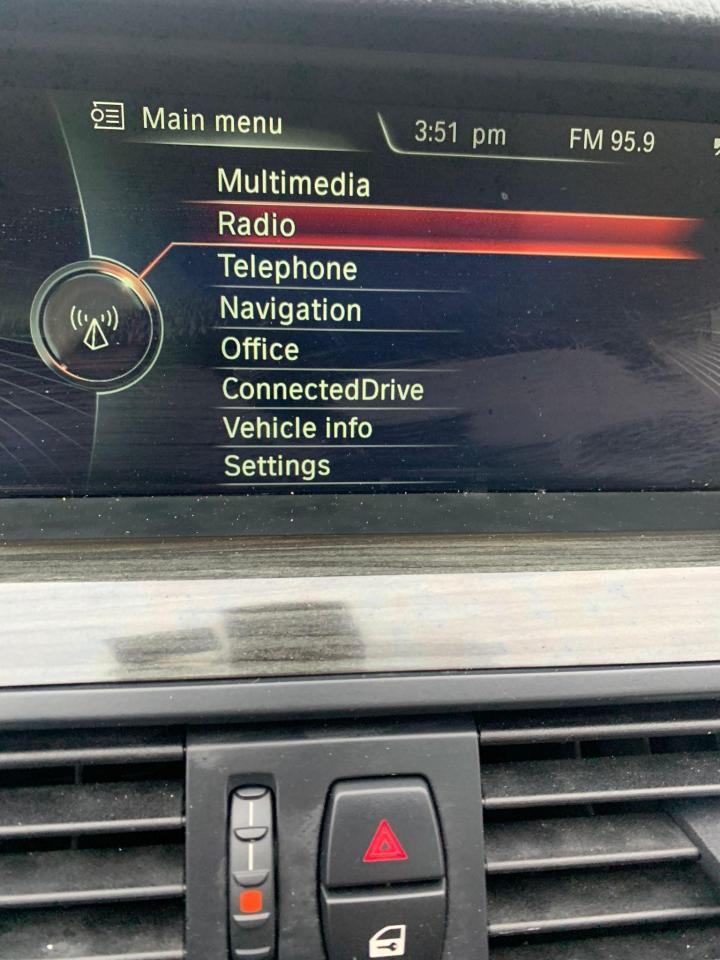 Main menu
3:51 pm
FM 95.9
Multimedia
Radio
Telephone
Navigation
Office
ConnectedDrive
Vehicle info
Settings